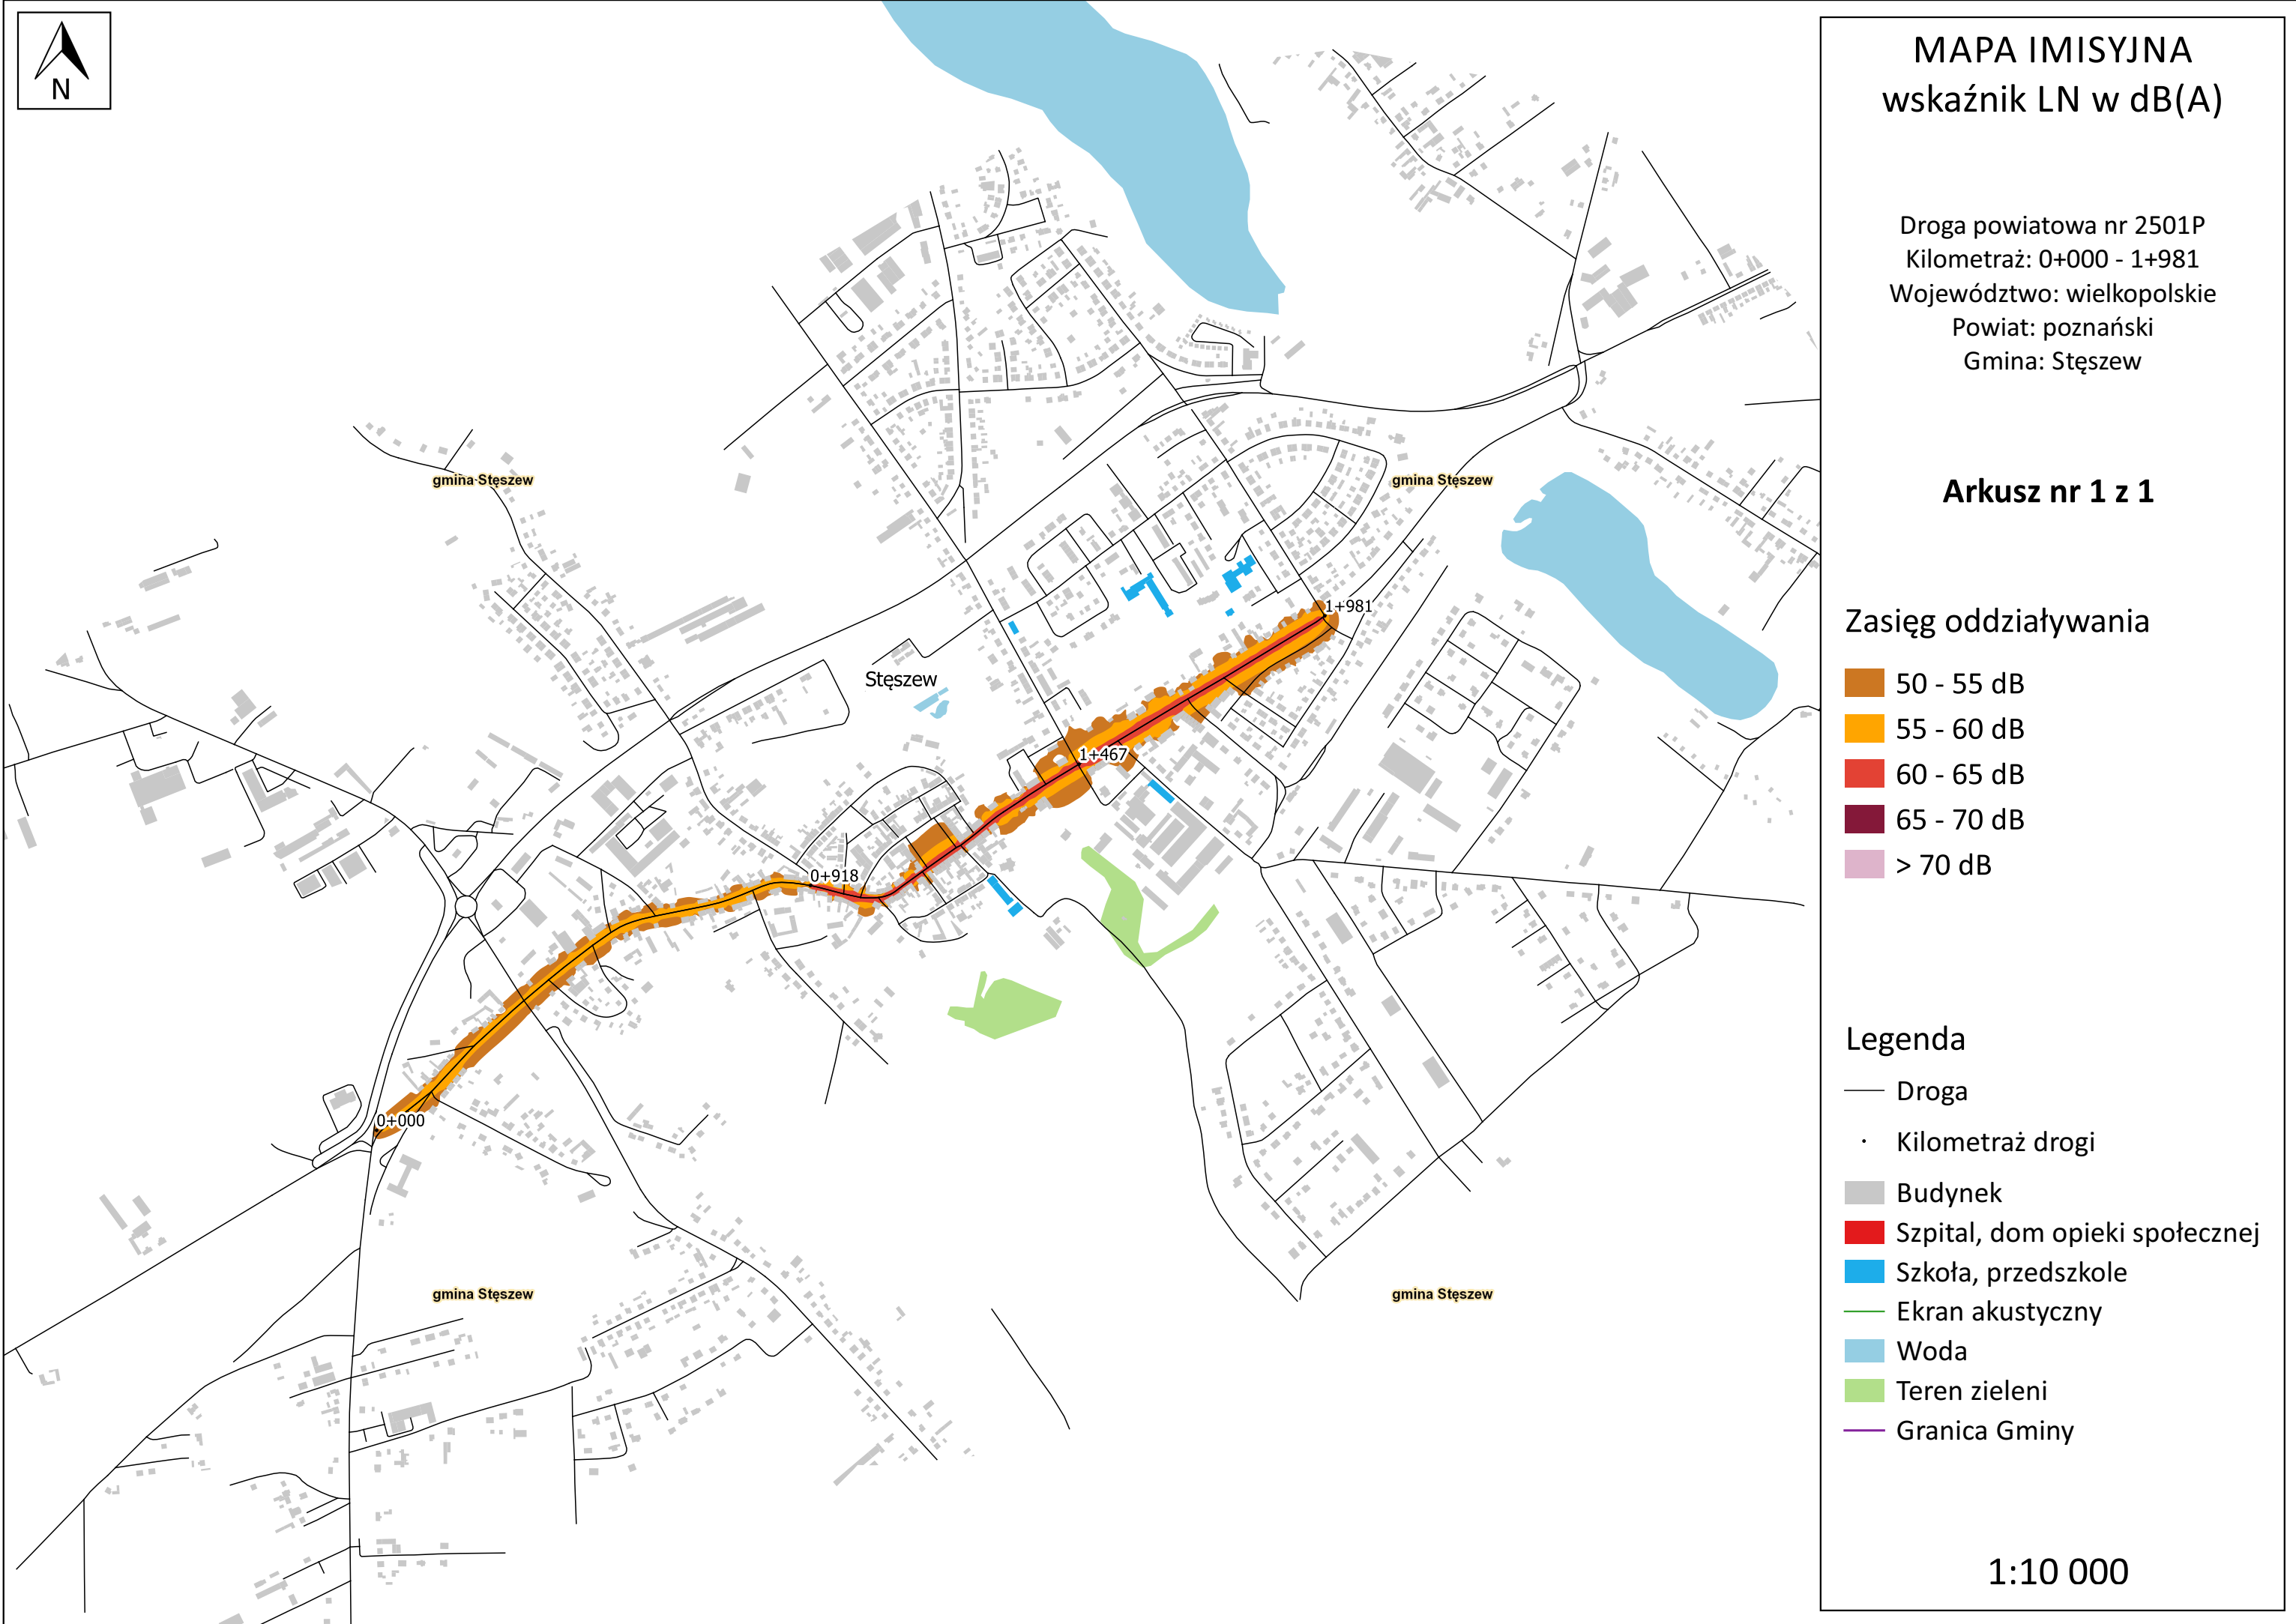 N
gmina Stęszew
gmina Stęszew
1+981
Stęszew
1+467
0+918
0+000
gmina Stęszew
gmina Stęszew
MAPA IMISYJNA
wskaźnik LN w dB(A)
Droga powiatowa nr 2501P
Kilometraż: 0+000 - 1+981
Województwo: wielkopolskie
Powiat: poznański
Gmina: Stęszew
Arkusz nr 1 z 1
Zasięg oddziaływania
50 - 55 dB
55 - 60 dB
60 - 65 dB
65 - 70 dB
> 70 dB
Legenda
Droga
Kilometraż drogi
Budynek
Szpital, dom opieki społecznej
Szkoła, przedszkole
Ekran akustyczny
Woda
Teren zieleni
Granica Gminy
1:10 000